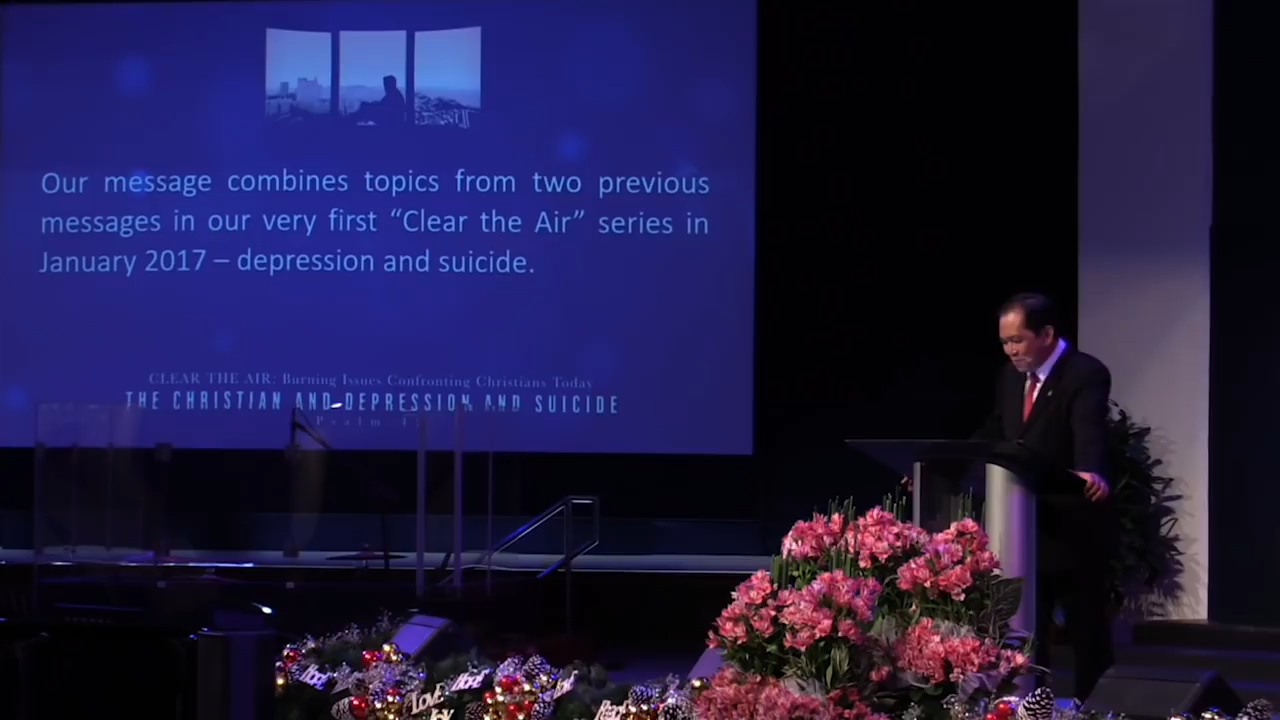 Our message combines topics from two previous
messages in our very first “Clear the Air” series in
January 2017 – depression and suicide.
CLEAR THE AIR: Burning Issues Confronting Christians Today
THE CHRISTIAN AND DEPRESSION AND SUICIDE
Psalm
Love